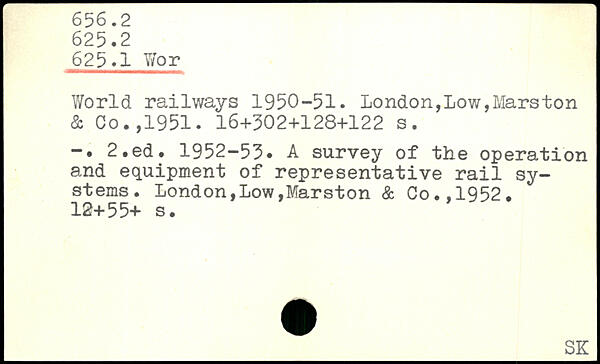 656.2
625.2
625.1 Wor
World railways 1950-51. London,Low,Marston
& Co.,1951. 16+302+128+122 s.
-. 2.ed. 1952-53. A survey of the operation
and equipment of representative rail sy-
stems. London,Low,Marston & Co.,1952.
12+55+ s.
SK